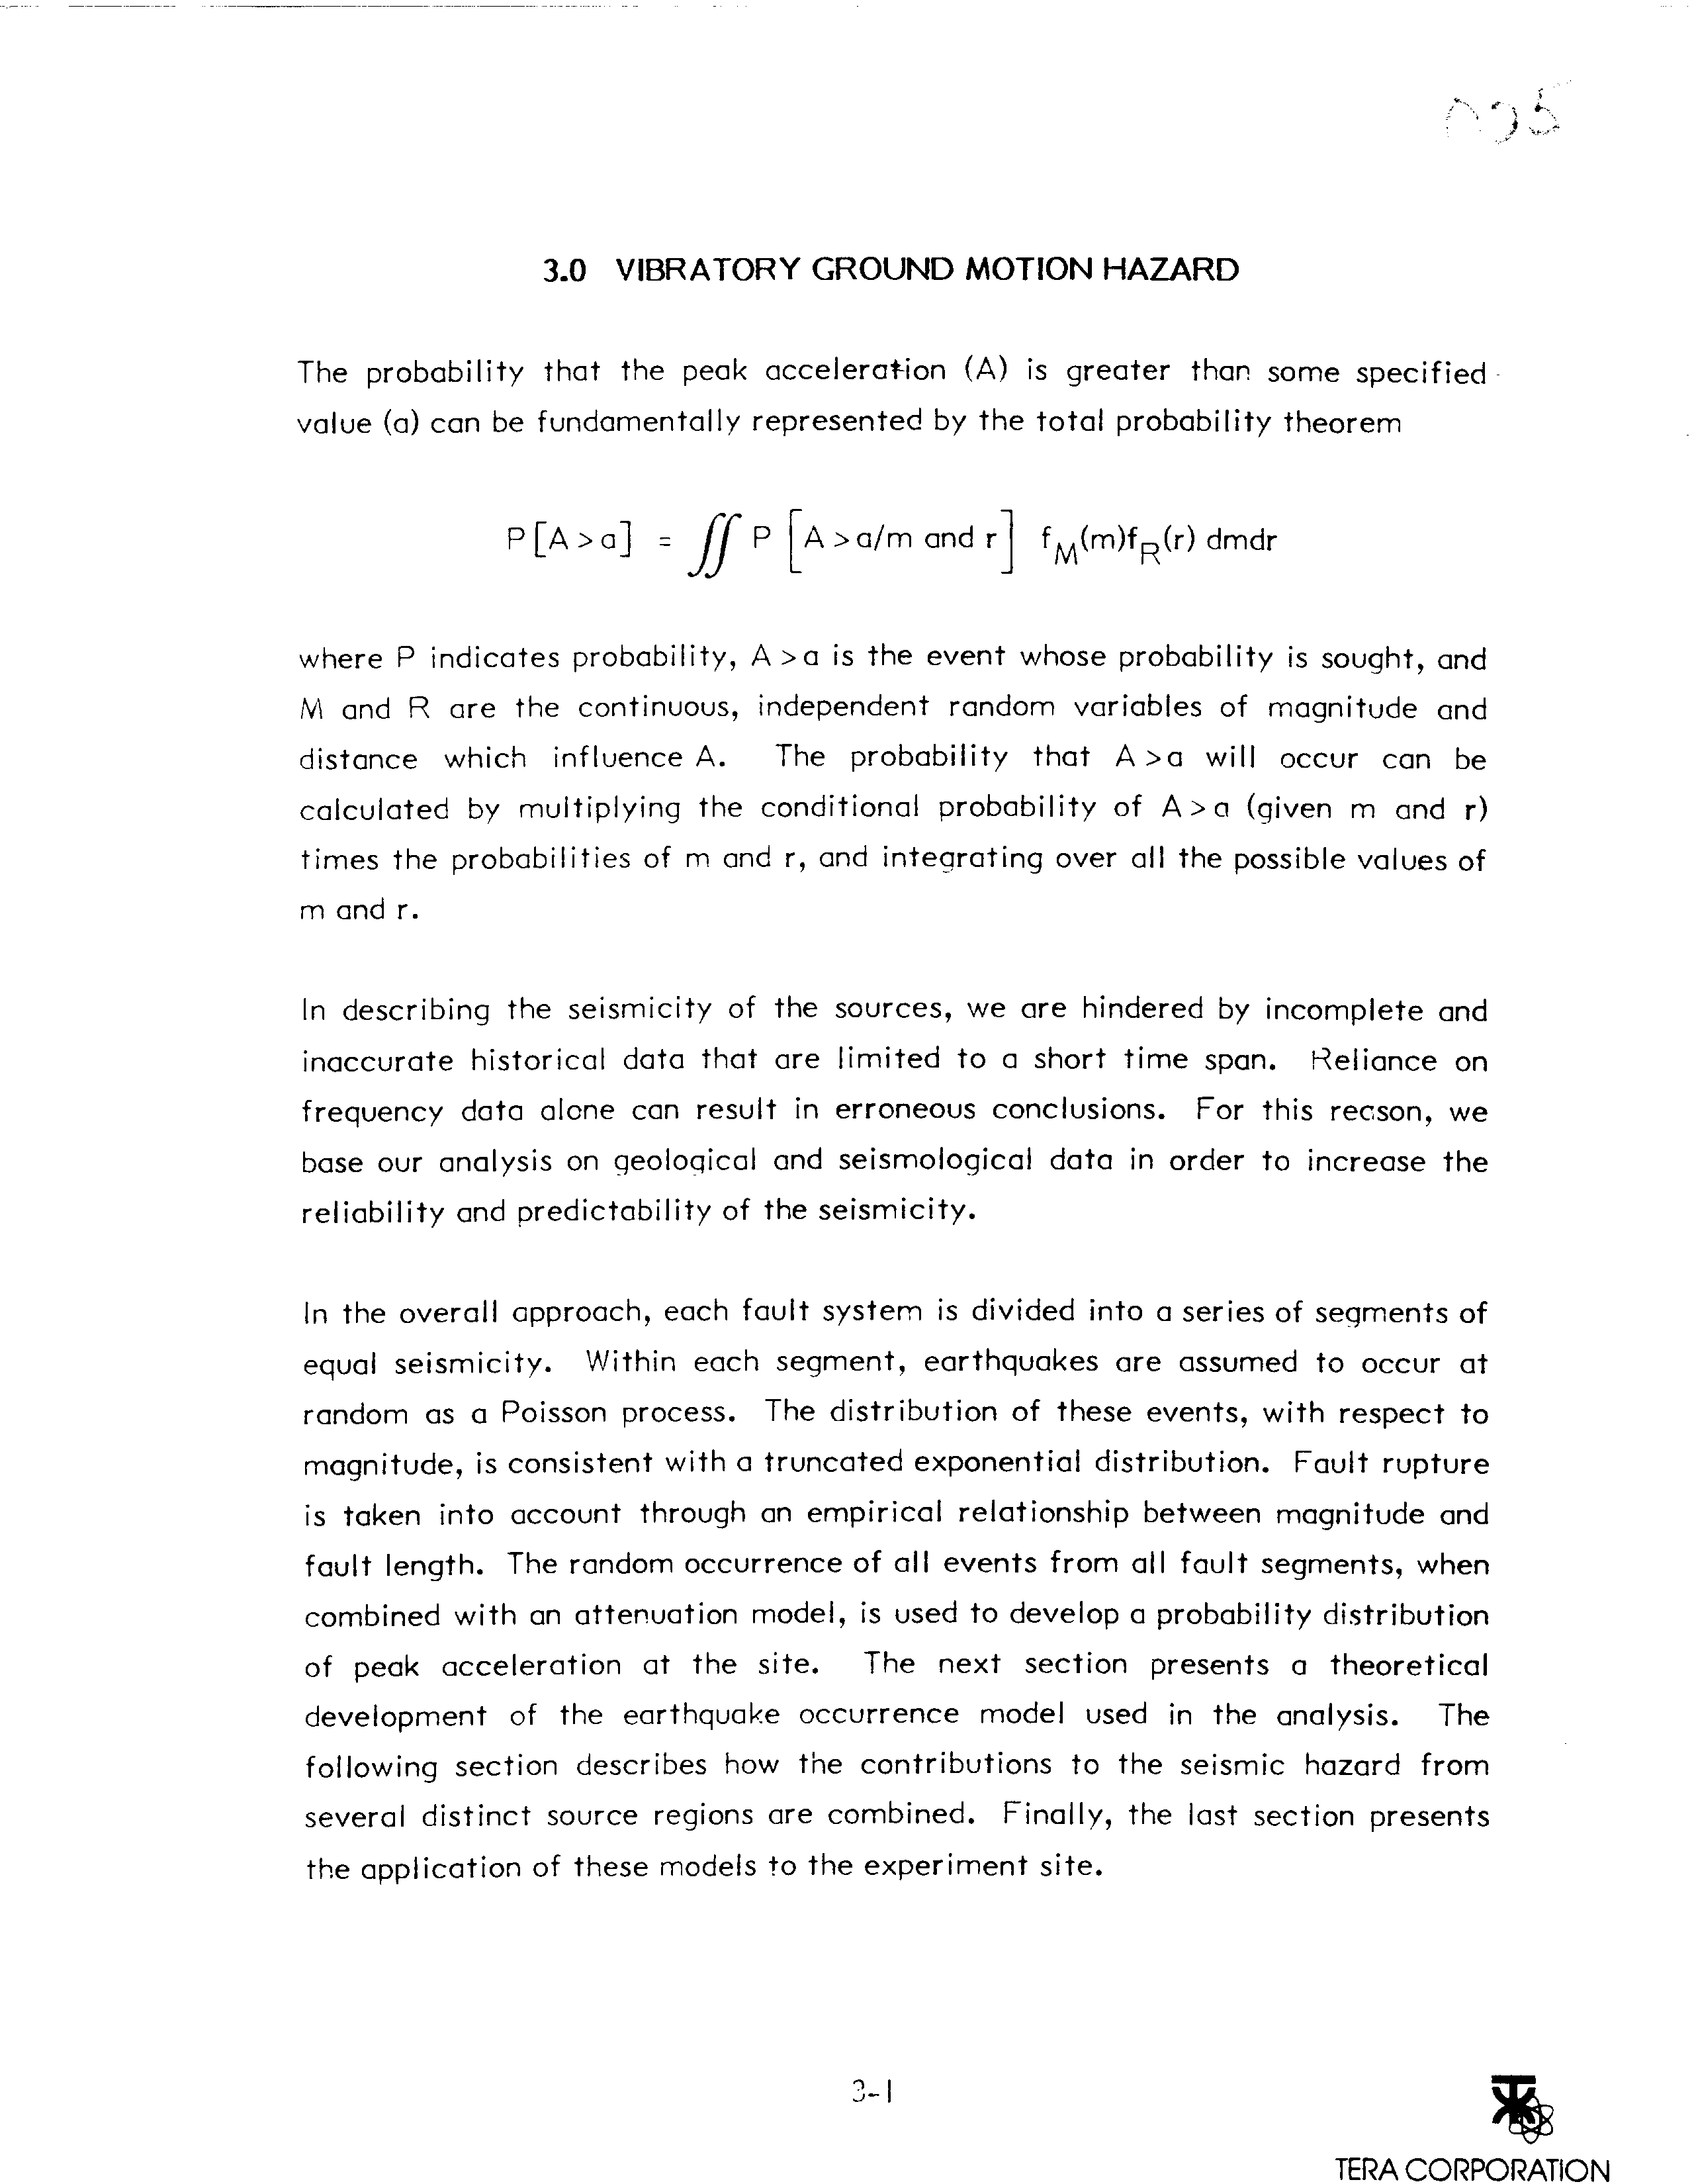 3.0 VIBRATORY GROUND MOTION HAZARD
The probability that the peak acceleration (A) is greater than some specified
value (a) can be fundamentally represented by the total probability theorem
P[A>a] = ∬ P [A>a/m and r] f_M(m)f_R(r) dmdr
where P indicates probability, A>a is the event whose probability is sought, and
M and R are the continuous, independent random variables of magnitude and
distance which influence A. The probability that A>a will occur can be
calculated by multiplying the conditional probability of A>a (given m and r)
times the probabilities of m and r, and integrating over all the possible values of
m and r.
In describing the seismicity of the sources, we are hindered by incomplete and
inaccurate historical data that are limited to a short time span. Reliance on
frequency data alone can result in erroneous conclusions. For this reason, we
base our analysis on geological and seismological data in order to increase the
reliability and predictability of the seismicity.
In the overall approach, each fault system is divided into a series of segments of
equal seismicity. Within each segment, earthquakes are assumed to occur at
random as a Poisson process. The distribution of these events, with respect to
magnitude, is consistent with a truncated exponential distribution. Fault rupture
is taken into account through an empirical relationship between magnitude and
fault length. The random occurrence of all events from all fault segments, when
combined with an attenuation model, is used to develop a probability distribution
of peak acceleration at the site. The next section presents a theoretical
development of the earthquake occurrence model used in the analysis. The
following section describes how the contributions to the seismic hazard from
several distinct source regions are combined. Finally, the last section presents
the application of these models to the experiment site.
3-1
TERA CORPORATION